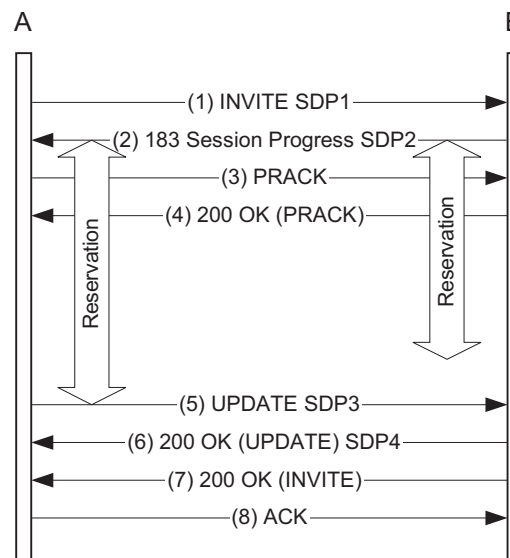 A
(1) INVITE SDP1
(2) 183 Session Progress SDP2
(3) PRACK
(4) 200 OK (PRACK)
Reservation
Reservation
(5) UPDATE SDP3
(6) 200 OK (UPDATE) SDP4
(7) 200 OK (INVITE)
(8) ACK